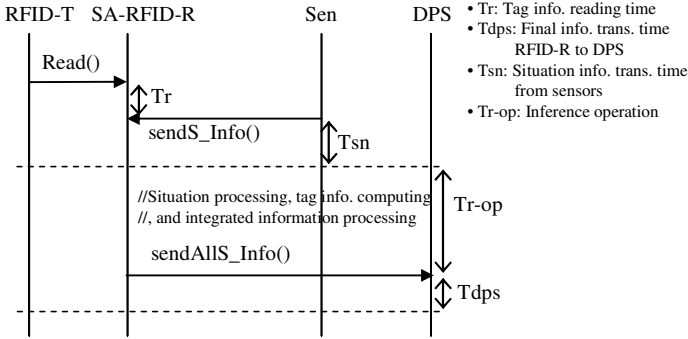 RFID-T SA-RFID-R Sen DPS
• Tr: Tag info. reading time
• Tdps: Final info. trans. time
RFID-R to DPS
• Tsn: Situation info. trans. time
from sensors
• Tr-op: Inference operation
Read()
Tr
sendS_Info()
Tsn
//Situation processing, tag info. computing
//, and integrated information processing
Tr-op
sendAllS_Info()
Tdps